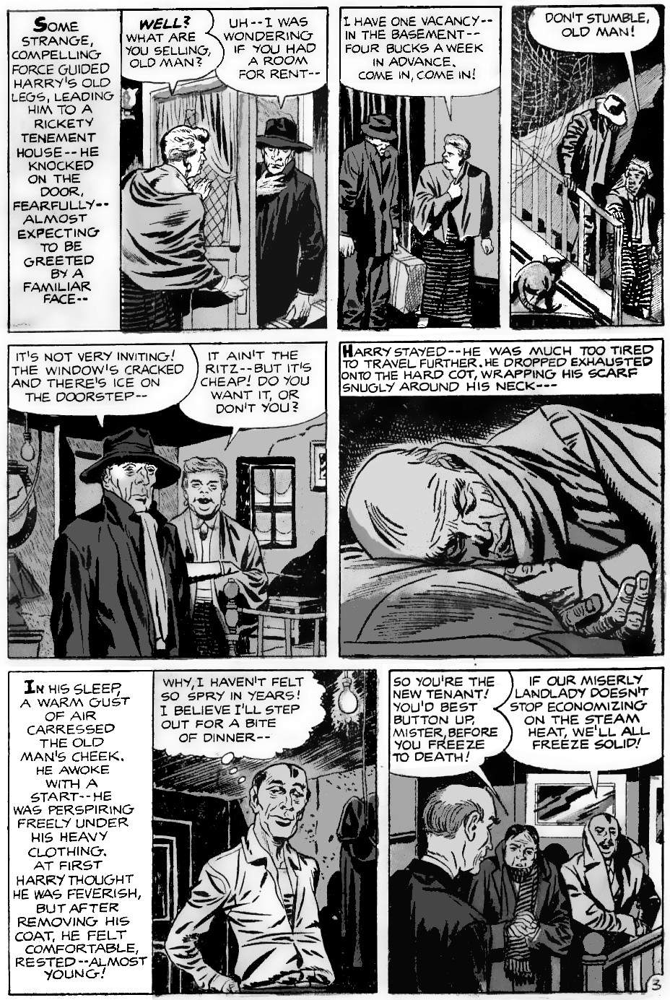 SOME
STRANGE,
COMPELLING
FORCE GUIDED
HARRY'S OLD
LEGS, LEADING
HIM TO A
RICKETY
TENEMENT
HOUSE--HE
KNOCKED
ON THE
DOOR,
FEARFULLY--
ALMOST
EXPECTING
TO BE
GREETED
BY A
FAMILIAR
FACE--
WELL?
WHAT ARE
YOU SELLING,
OLD MAN?
UH--I WAS
WONDERING
IF YOU HAD
A ROOM
FOR RENT--
I HAVE ONE VACANCY--
IN THE BASEMENT--
FOUR BUCKS A WEEK
IN ADVANCE.
COME IN, COME IN!
DON'T STUMBLE,
OLD MAN!
IT'S NOT VERY INVITING!
THE WINDOW'S CRACKED
AND THERE'S ICE ON
THE DOORSTEP--
IT AIN'T THE
RITZ--BUT IT'S
CHEAP! DO YOU
WANT IT, OR
DON'T YOU?
HARRY STAYED--HE WAS MUCH TOO TIRED
TO TRAVEL FURTHER. HE DROPPED EXHAUSTED
ONTO THE HARD COT, WRAPPING HIS SCARF
SNUGLY AROUND HIS NECK---
IN HIS SLEEP,
A WARM GUST
OF AIR
CARRESSED
THE OLD
MAN'S CHEEK.
HE AWOKE
WITH A
START--HE
WAS PERSPIRING
FREELY UNDER
HIS HEAVY
CLOTHING.
AT FIRST
HARRY THOUGHT
HE WAS FEVERISH,
BUT AFTER
REMOVING HIS
COAT, HE FELT
COMFORTABLE,
RESTED--ALMOST
YOUNG!
WHY, I HAVEN'T FELT
SO SPRY IN YEARS!
I BELIEVE I'LL STEP
OUT FOR A BITE
OF DINNER--
SO YOU'RE THE
NEW TENANT!
YOU'D BEST
BUTTON UP,
MISTER, BEFORE
YOU FREEZE
TO DEATH!
IF OUR MISERLY
LANDLADY DOESN'T
STOP ECONOMIZING
ON THE STEAM
HEAT, WE'LL ALL
FREEZE SOLID!
3